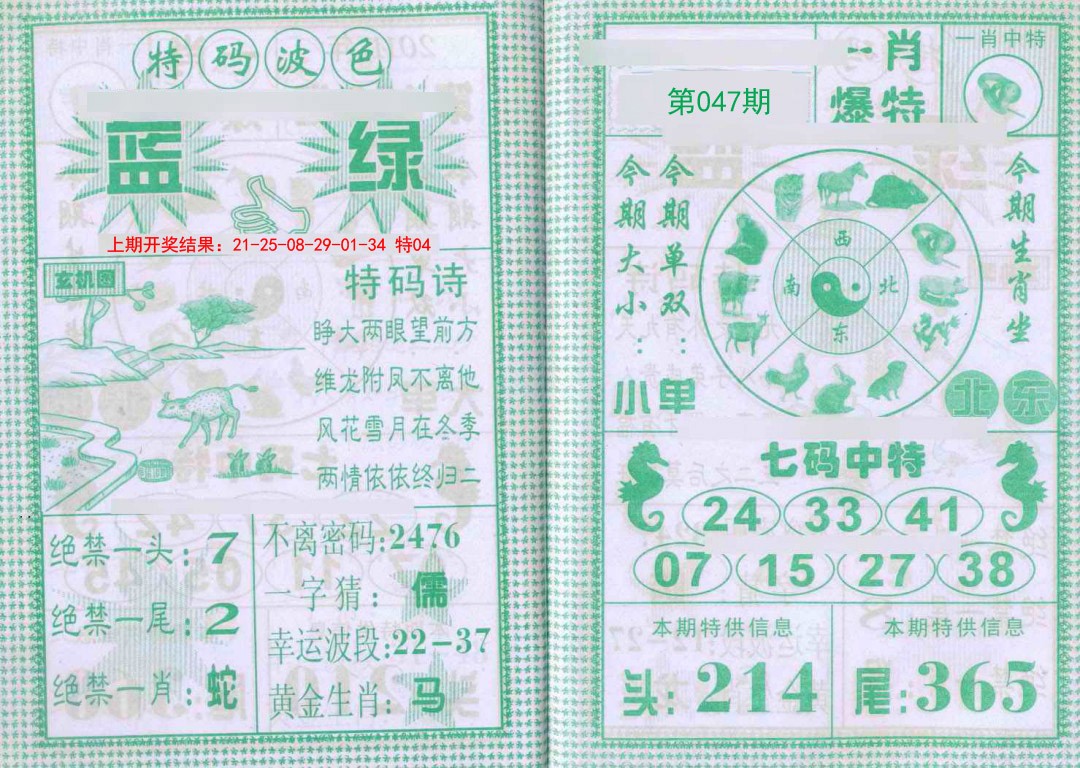 特码波色
蓝 绿
上期开奖结果：21-25-08-29-01-34 特04
玄机图
特码诗
睁大两眼望前方
维龙附凤不离他
风花雪月在冬季
两情依依终归二
绝禁一头：7
绝禁一尾：2
绝禁一肖：蛇
不离密码：2476
一字猜：儒
幸运波段：22-37
黄金生肖：马
第047期
一肖
爆特
一肖中特
今期大小：小
今期单双：单
西
南 北
东
今期生肖坐
北 东
七码中特
24 33 41
07 15 27 38
本期特供信息
头：214
本期特供信息
尾：365